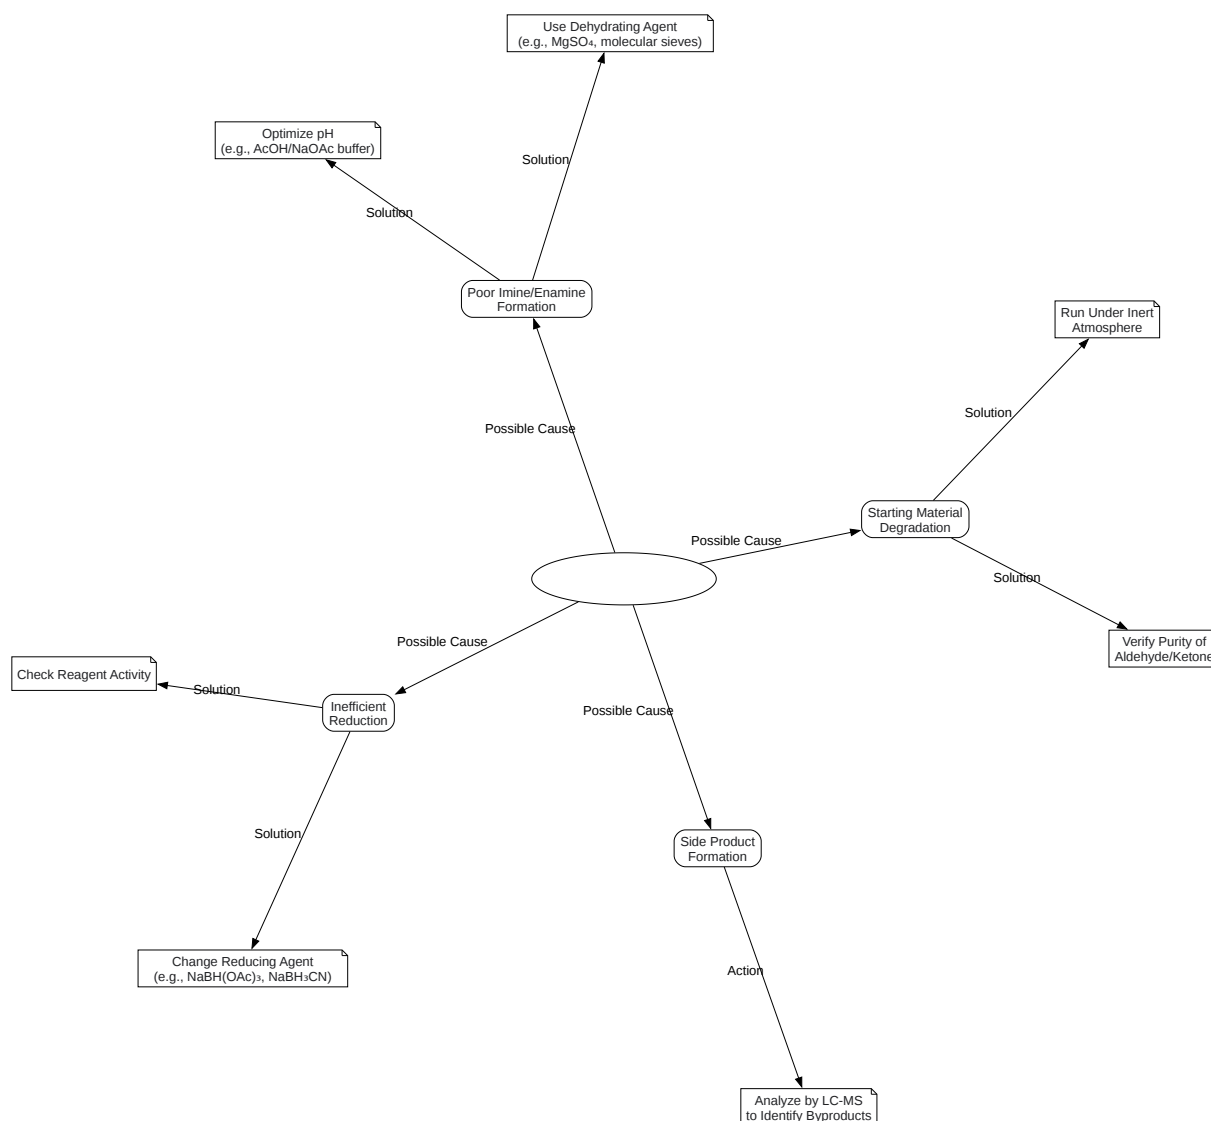 Use Dehydrating Agent
(e.g., MgSO₄, molecular sieves)
Optimize pH
(e.g., AcOH/NaOAc buffer)
Solution
Solution
Poor Imine/Enamine
Formation
Run Under Inert
Atmosphere
Solution
Possible Cause
Starting Material
Degradation
Possible Cause
Solution
Verify Purity of
Aldehyde/Ketone
Possible Cause
Check Reagent Activity
Solution
Inefficient
Reduction
Possible Cause
Solution
Side Product
Formation
Change Reducing Agent
(e.g., NaBH(OAc)₃, NaBH₃CN)
Action
Analyze by LC-MS
to Identify Byproducts